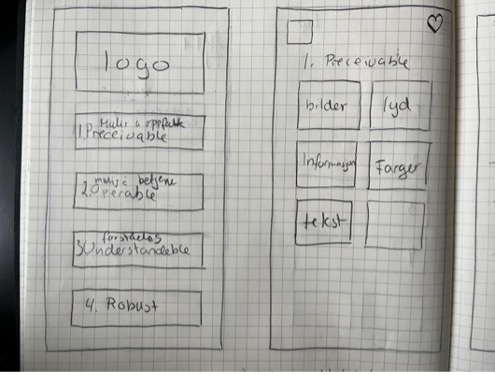 logo
Mulig å oppfatte
1. Preceivable
mulig å betjene
2. Operable
forståelig
3. Understandable
4. Robust
1. Preceivable
bilder
lyd
Informasjon
Farger
tekst